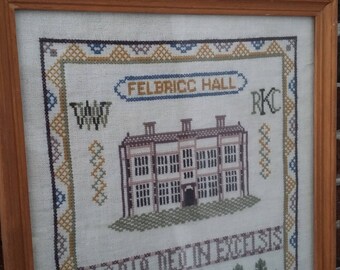 FELBRIGG HALL
WW RKC
GLORIA DEO IN EXCELSIS